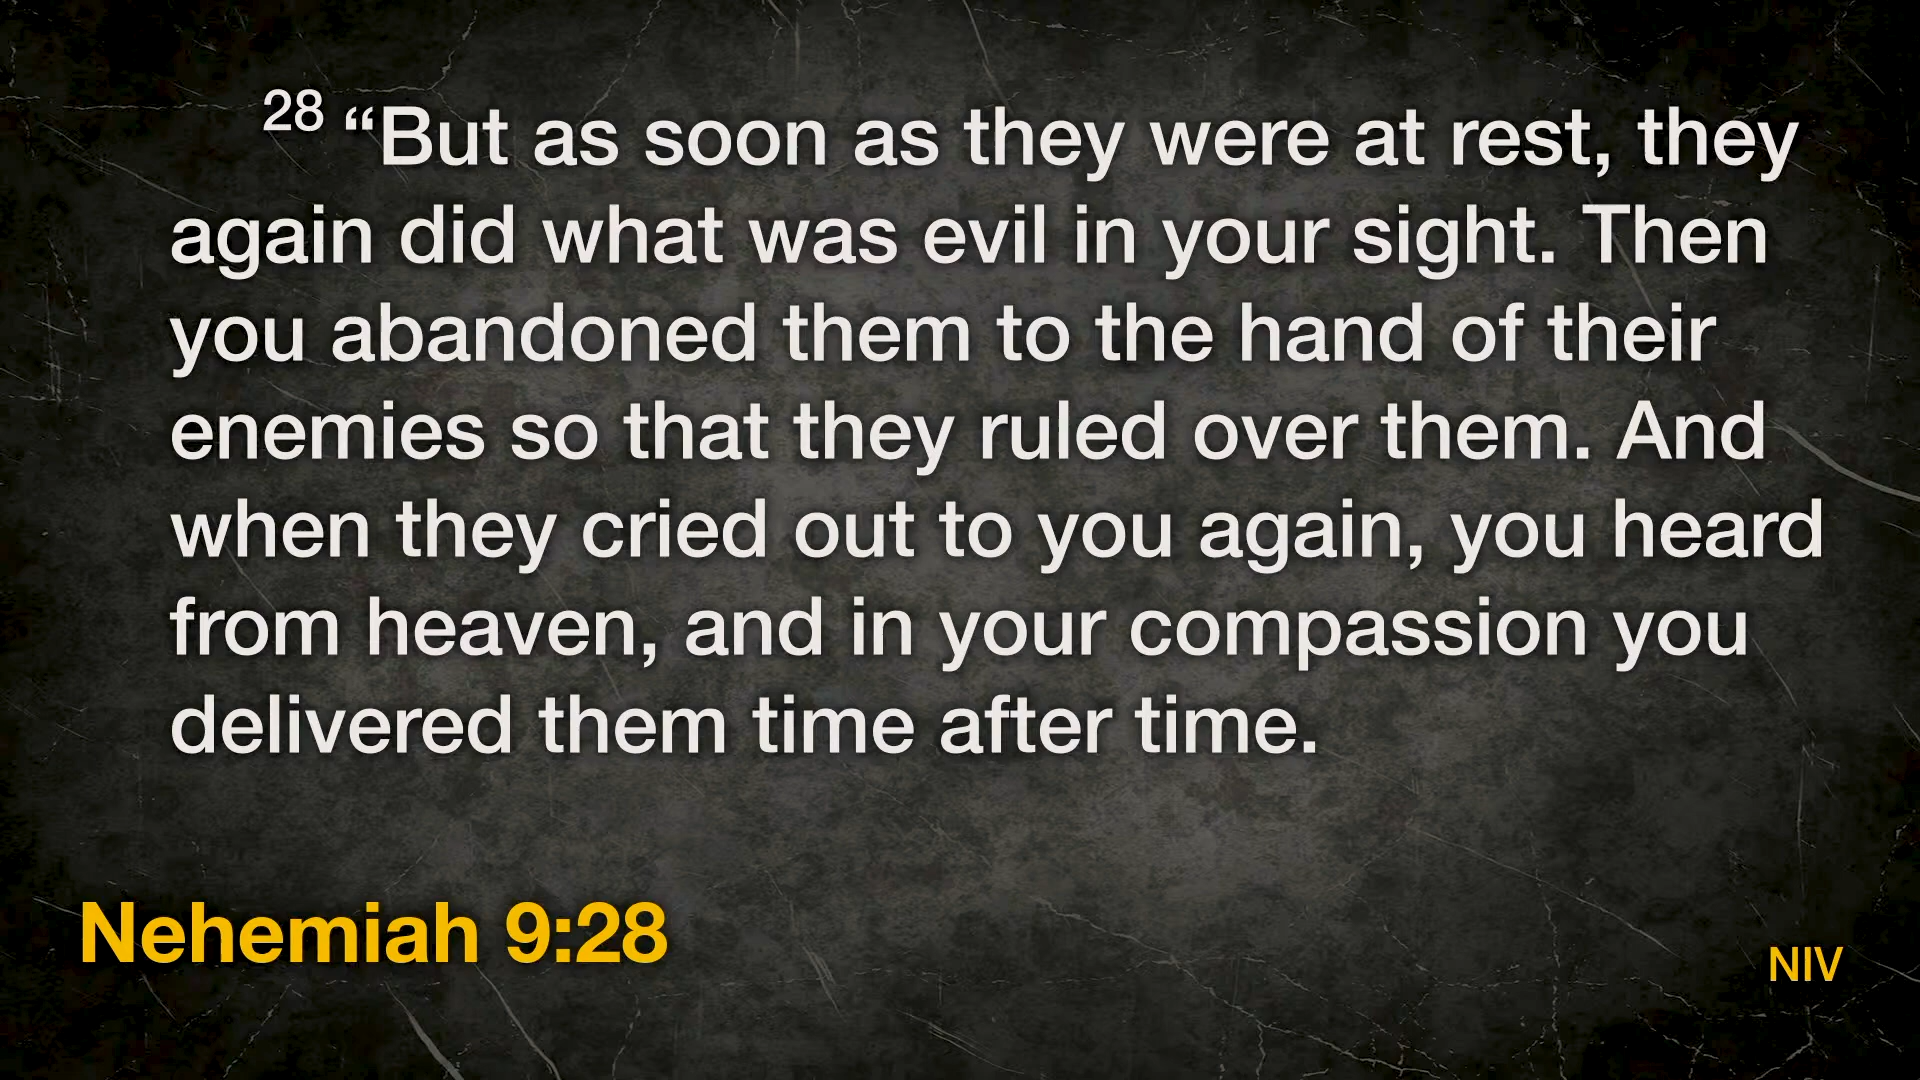 28 “But as soon as they were at rest, they
again did what was evil in your sight. Then
you abandoned them to the hand of their
enemies so that they ruled over them. And
when they cried out to you again, you heard
from heaven, and in your compassion you
delivered them time after time.
Nehemiah 9:28
NIV